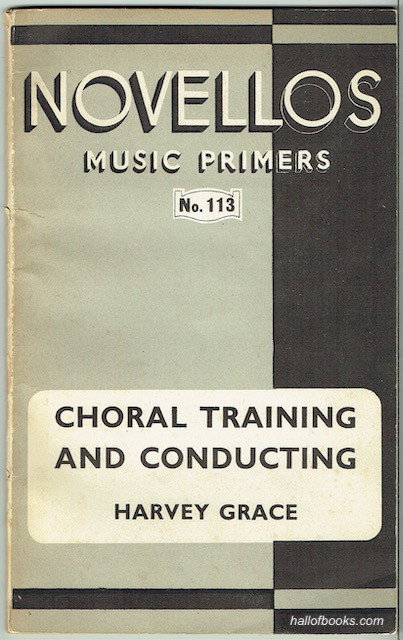 NOVELLOS
MUSIC PRIMERS
No. 113
CHORAL TRAINING
AND CONDUCTING
HARVEY GRACE
hallofbooks.com